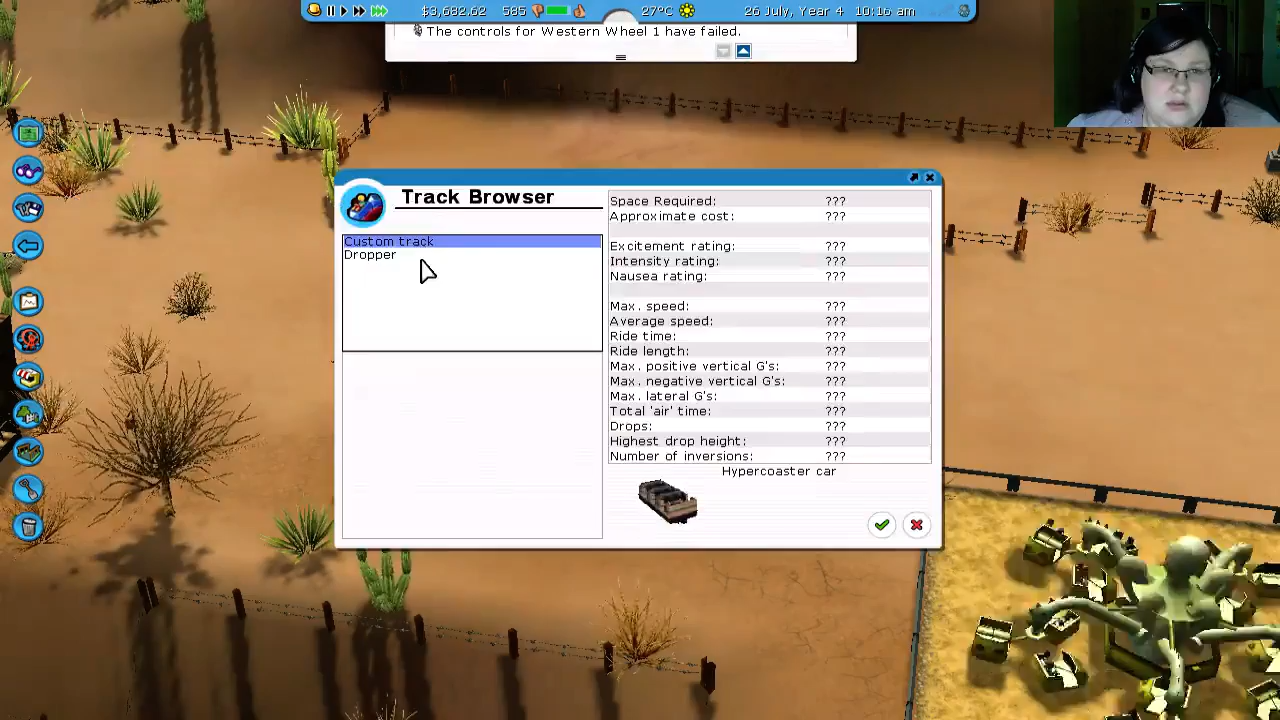 $3,682.62 585 27°C 26 July, Year 4 10:16 am
The controls for Western Wheel 1 have failed.
Track Browser
Custom track
Dropper
Space Required: ???
Approximate cost: ???
Excitement rating: ???
Intensity rating: ???
Nausea rating: ???
Max. speed: ???
Average speed: ???
Ride time: ???
Ride length: ???
Max. positive vertical G's: ???
Max. negative vertical G's: ???
Max. lateral G's: ???
Total 'air' time: ???
Drops: ???
Highest drop height: ???
Number of inversions: ???
Hypercoaster car